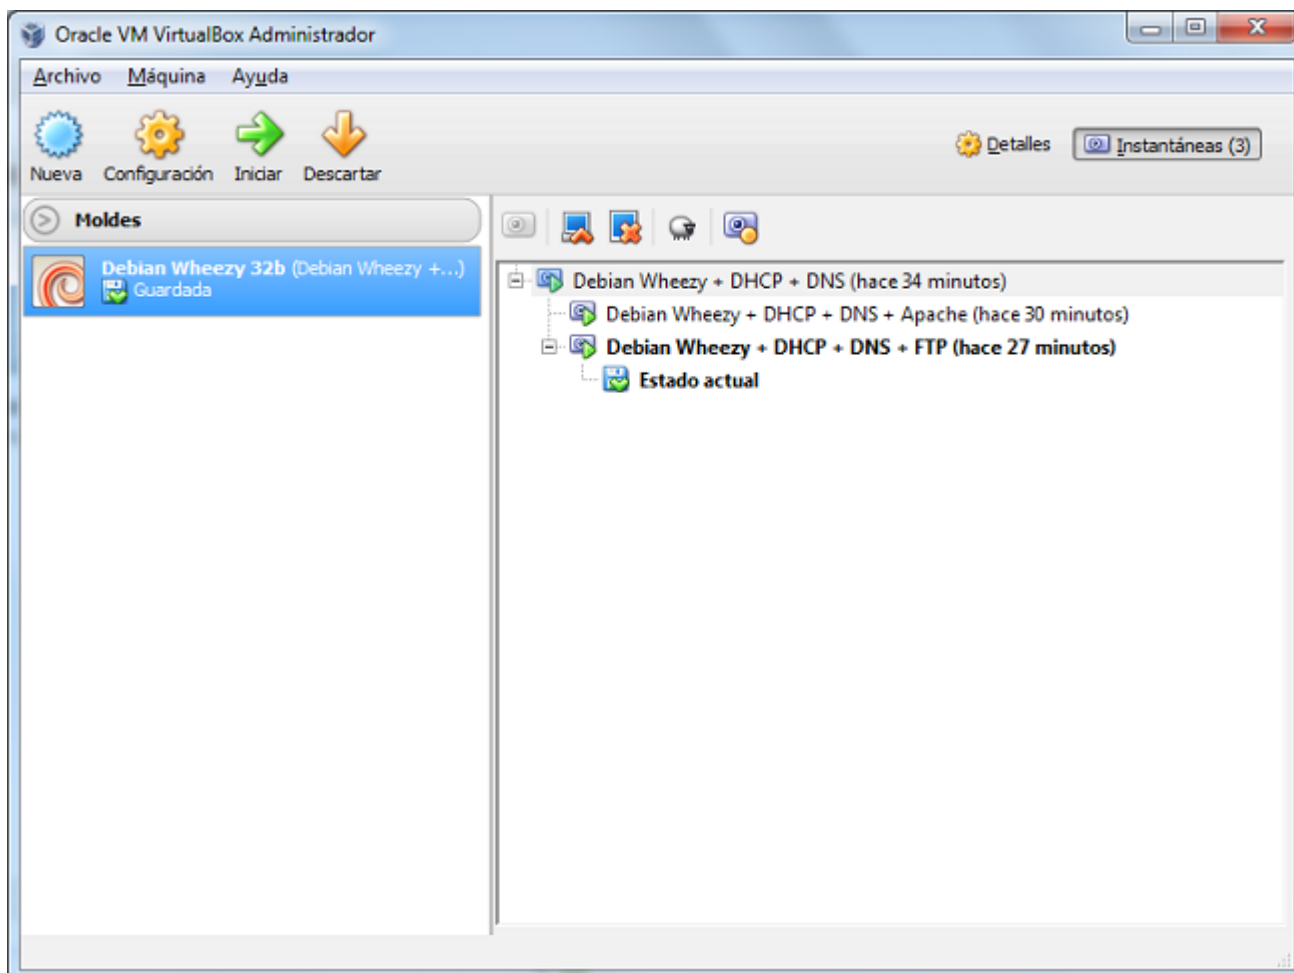 Oracle VM VirtualBox Administrador
Archivo Máquina Ayuda
Nueva Configuración Iniciar Descartar
Detalles Instantáneas (3)
Moldes
Debian Wheezy 32b (Debian Wheezy +...)
Guardada
Debian Wheezy + DHCP + DNS (hace 34 minutos)
Debian Wheezy + DHCP + DNS + Apache (hace 30 minutos)
Debian Wheezy + DHCP + DNS + FTP (hace 27 minutos)
Estado actual